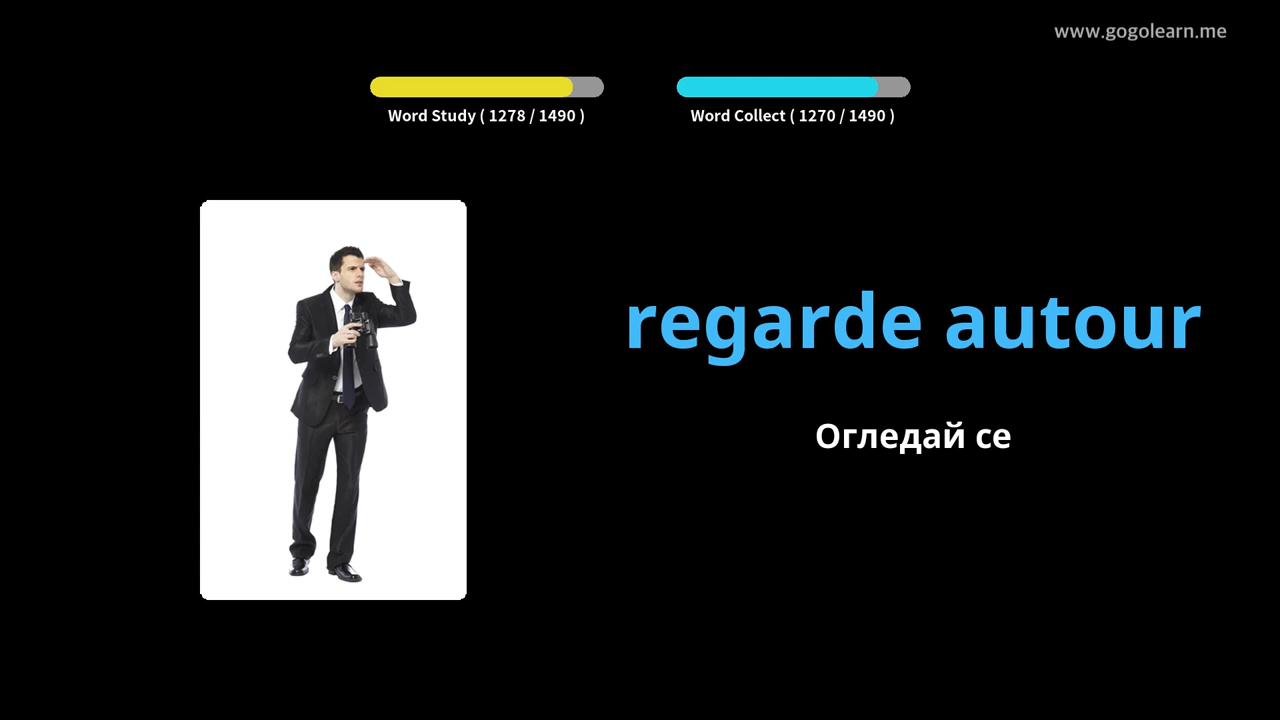 www.gogolearn.me
Word Study ( 1278 / 1490 )
Word Collect ( 1270 / 1490 )
regarde autour
Огледай се